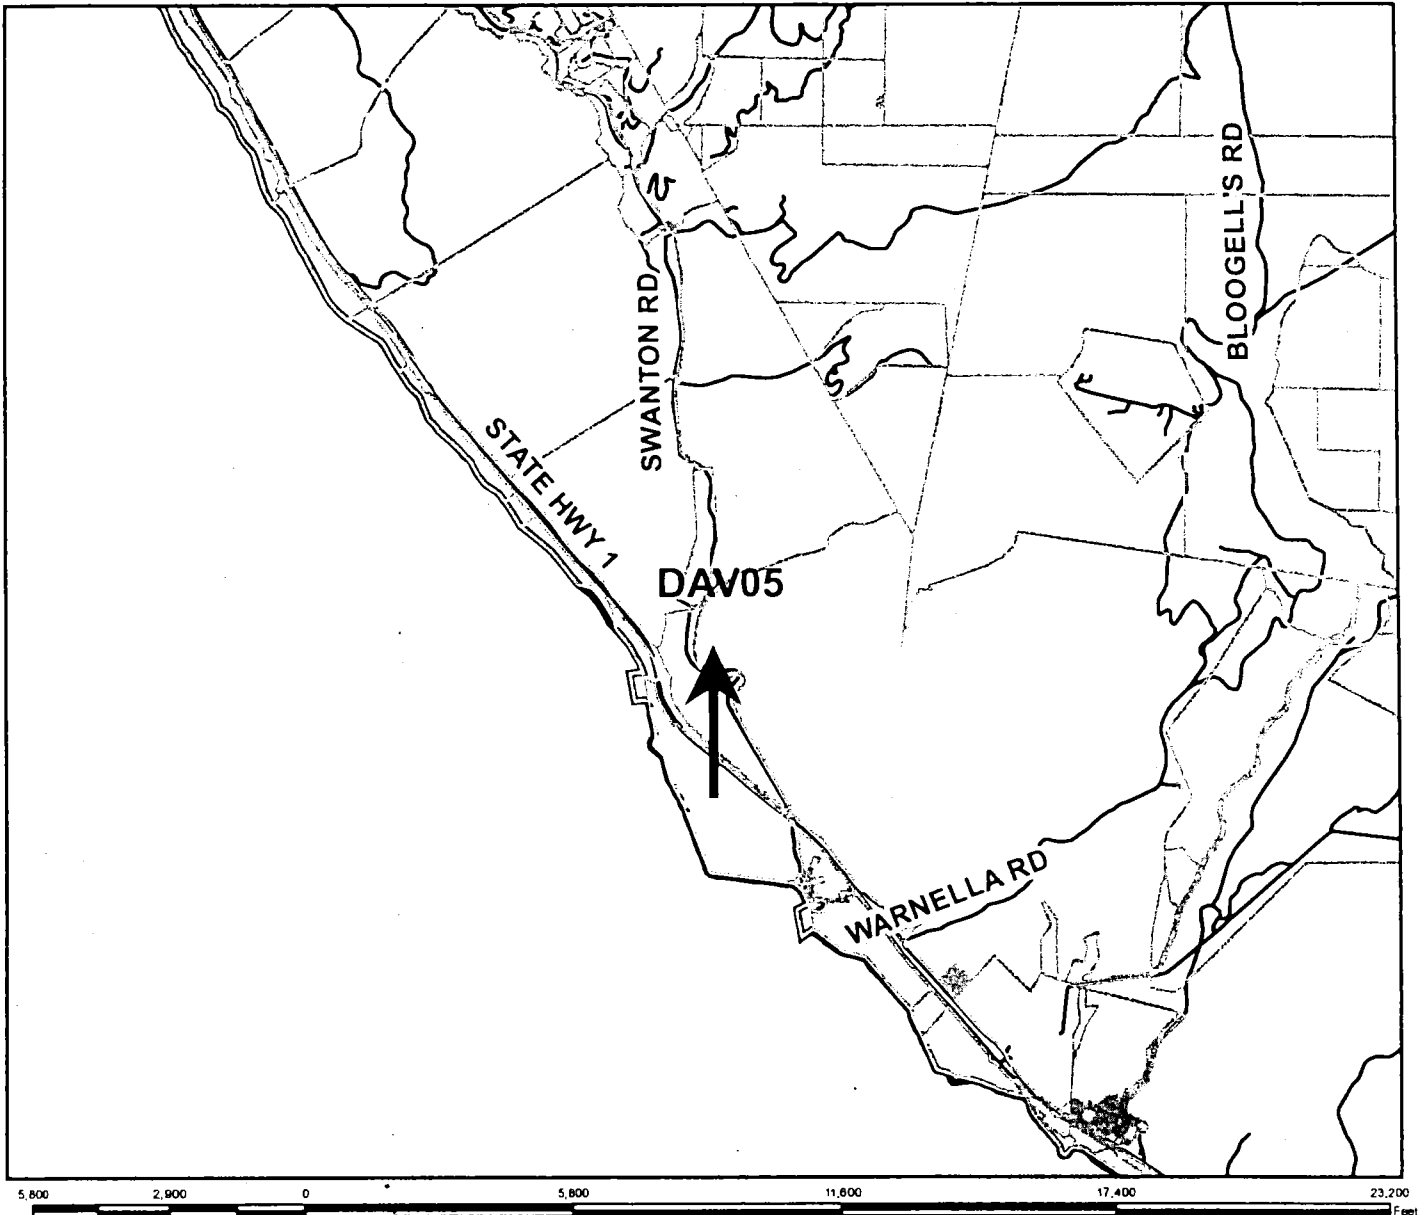 BLOOGELL'S RD
SWANTON RD
STATE HWY 1
DAV05
WARNELLA RD
5,800 2,900 0 5,800 11,600 17,400 23,200
Feet